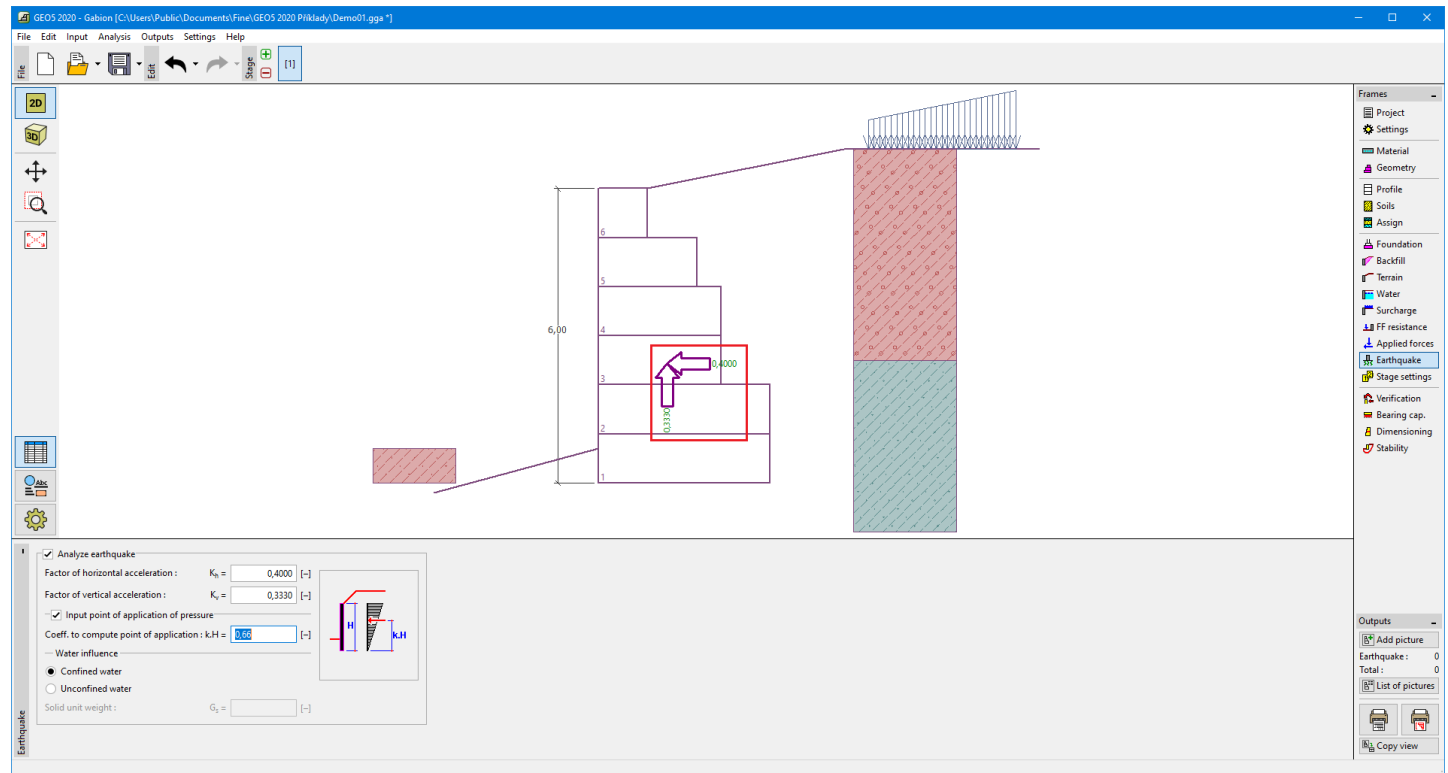 GEO5 2020 - Gabion [C:\Users\Public\Documents\Fine\GEO5 2020 Příklady\Demo01.gga *]
File Edit Input Analysis Outputs Settings Help
File
Edit
Stage
[1]
2D
3D
Abc
6,00
6
5
4
3
2
1
0,4000
0,3330
Frames
Project
Settings
Material
Geometry
Profile
Soils
Assign
Foundation
Backfill
Terrain
Water
Surcharge
FF resistance
Applied forces
Earthquake
Stage settings
Verification
Bearing cap.
Dimensioning
Stability
Earthquake
Analyze earthquake
Factor of horizontal acceleration : Kh = 0,4000 [–]
Factor of vertical acceleration : Kv = 0,3330 [–]
Input point of application of pressure
Coeff. to compute point of application : k.H = 0,66 [–]
Water influence
Confined water
Unconfined water
Solid unit weight : Gs = [–]
H
k.H
Outputs
Add picture
Earthquake : 0
Total : 0
List of pictures
Copy view